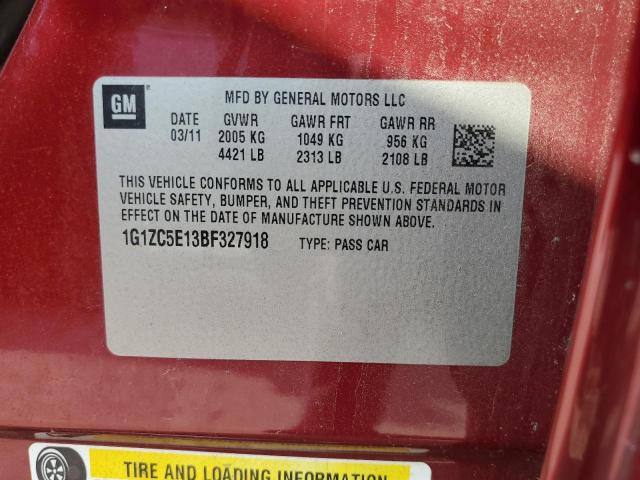 GM
MFD BY GENERAL MOTORS LLC
DATE GVWR GAWR FRT GAWR RR
03/11 2005 KG 1049 KG 956 KG
4421 LB 2313 LB 2108 LB
THIS VEHICLE CONFORMS TO ALL APPLICABLE U.S. FEDERAL MOTOR
VEHICLE SAFETY, BUMPER, AND THEFT PREVENTION STANDARDS IN
EFFECT ON THE DATE OF MANUFACTURE SHOWN ABOVE.
1G1ZC5E13BF327918 TYPE: PASS CAR
TIRE AND LOADING INFORMATION